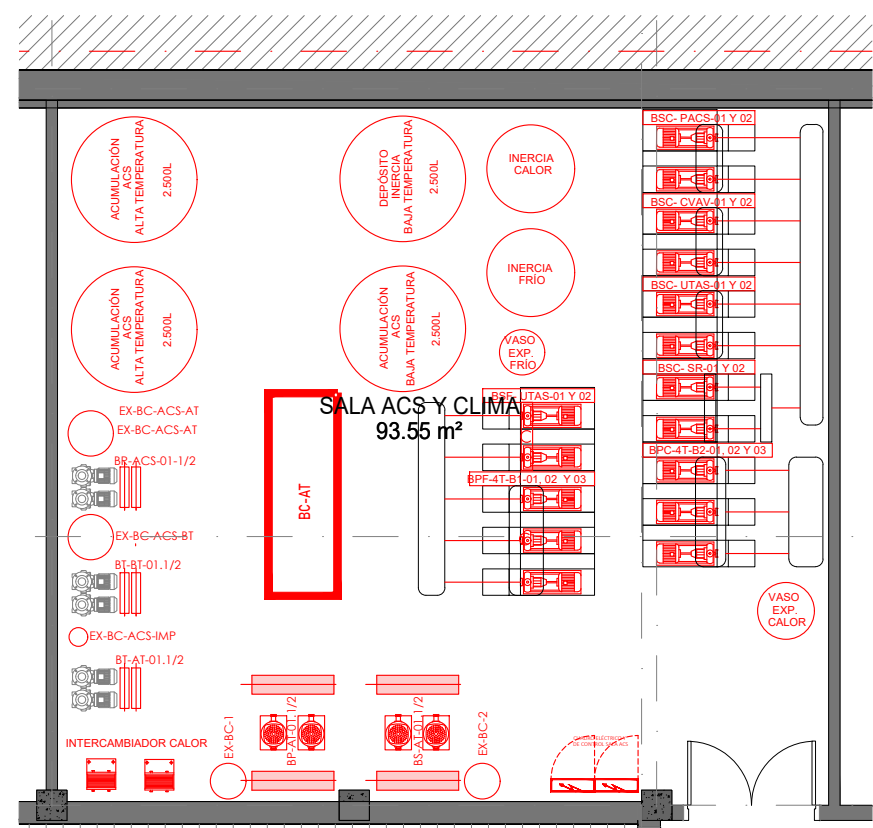 BSC- PACS-01 Y 02
ACUMULACIÓN
ACS
ALTA TEMPERATURA
2.500L
DEPÓSITO
INERCIA
BAJA TEMPERATURA
2.500L
INERCIA
CALOR
BSC- CVAV-01 Y 02
INERCIA
FRÍO
BSC- UTAS-01 Y 02
ACUMULACIÓN
ACS
ALTA TEMPERATURA
2.500L
ACUMULACIÓN
ACS
BAJA TEMPERATURA
2.500L
VASO
EXP.
FRÍO
BSC- SR-01 Y 02
BSF- UTAS-01 Y 02
SALA ACS Y CLIMA
93.55 m²
EX-BC-ACS-AT
EX-BC-ACS-AT
BPC-4T-B2-01, 02 Y 03
BR-ACS-01-1/2
BPF-4T-B1-01, 02 Y 03
BC-AT
EX-BC-ACS-BT
BT-BT-01.1/2
VASO
EXP.
CALOR
EX-BC-ACS-IMP
BT-AT-01.1/2
INTERCAMBIADOR CALOR
EX-BC-1
BP-AT-01.1/2
BS-AT-01.1/2
EX-BC-2
DE CONTROL SALA ACS